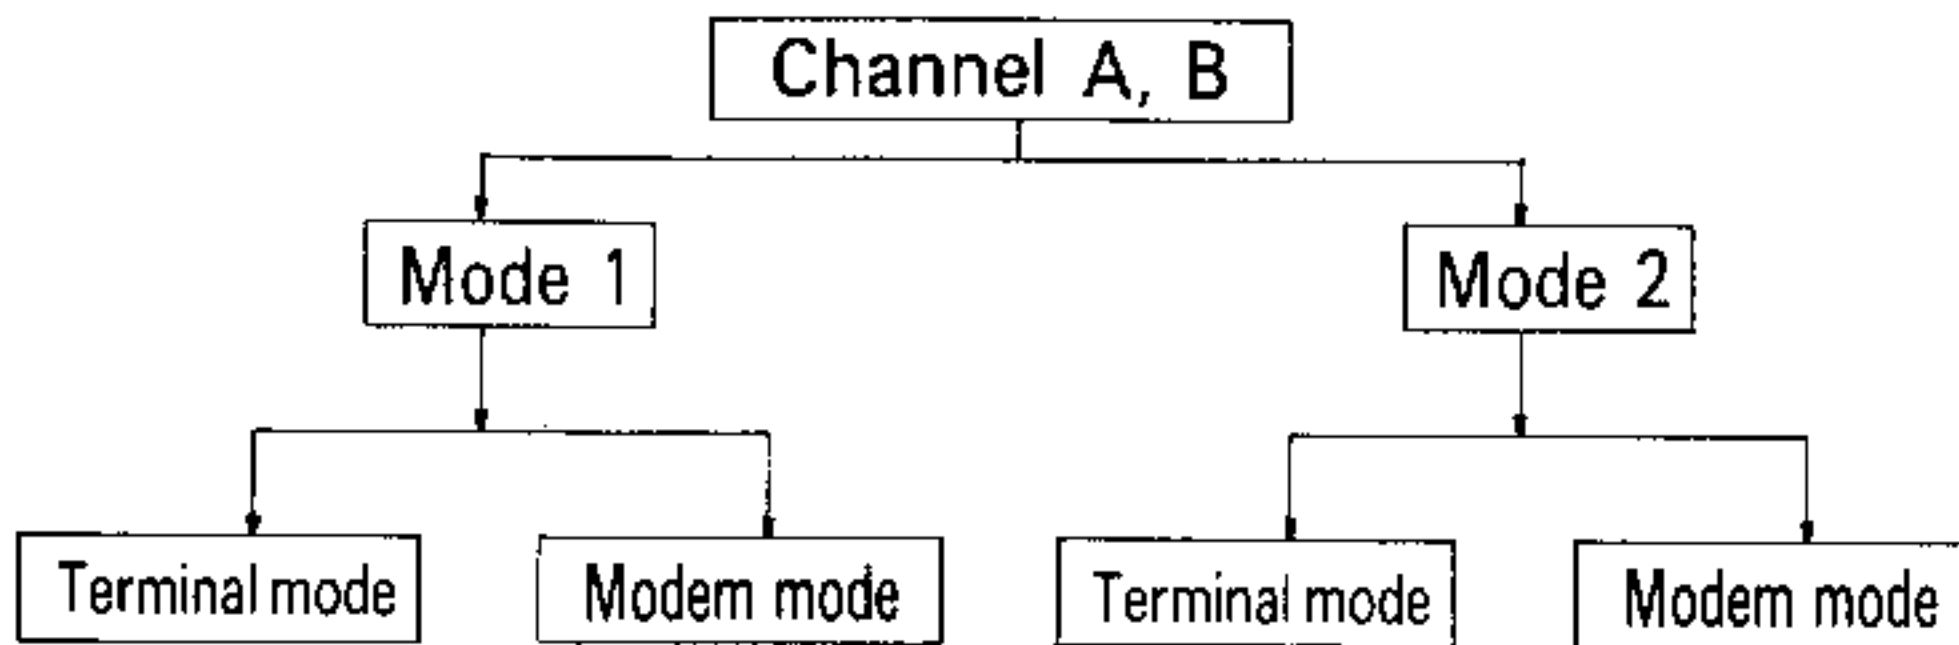 Channel A, B
Mode 1
Mode 2
Terminal mode
Modem mode
Terminal mode
Modem mode